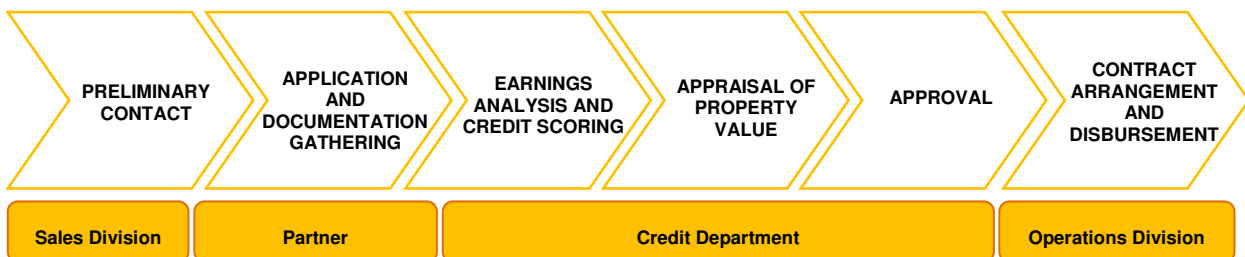 PRELIMINARY
CONTACT
APPLICATION
AND
DOCUMENTATION
GATHERING
EARNINGS
ANALYSIS AND
CREDIT SCORING
APPRAISAL OF
PROPERTY
VALUE
APPROVAL
CONTRACT
ARRANGEMENT
AND
DISBURSEMENT
Sales Division
Partner
Credit Department
Operations Division